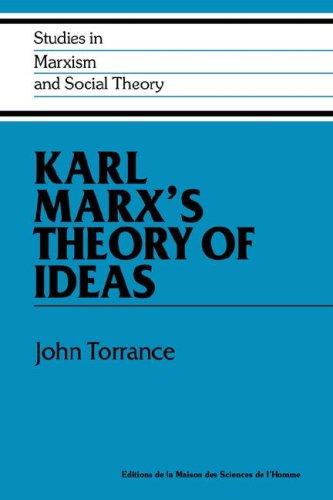 Studies in
Marxism
and Social Theory
KARL
MARX'S
THEORY OF
IDEAS
John Torrance
Editions de la Maison des Sciences de l'Homme